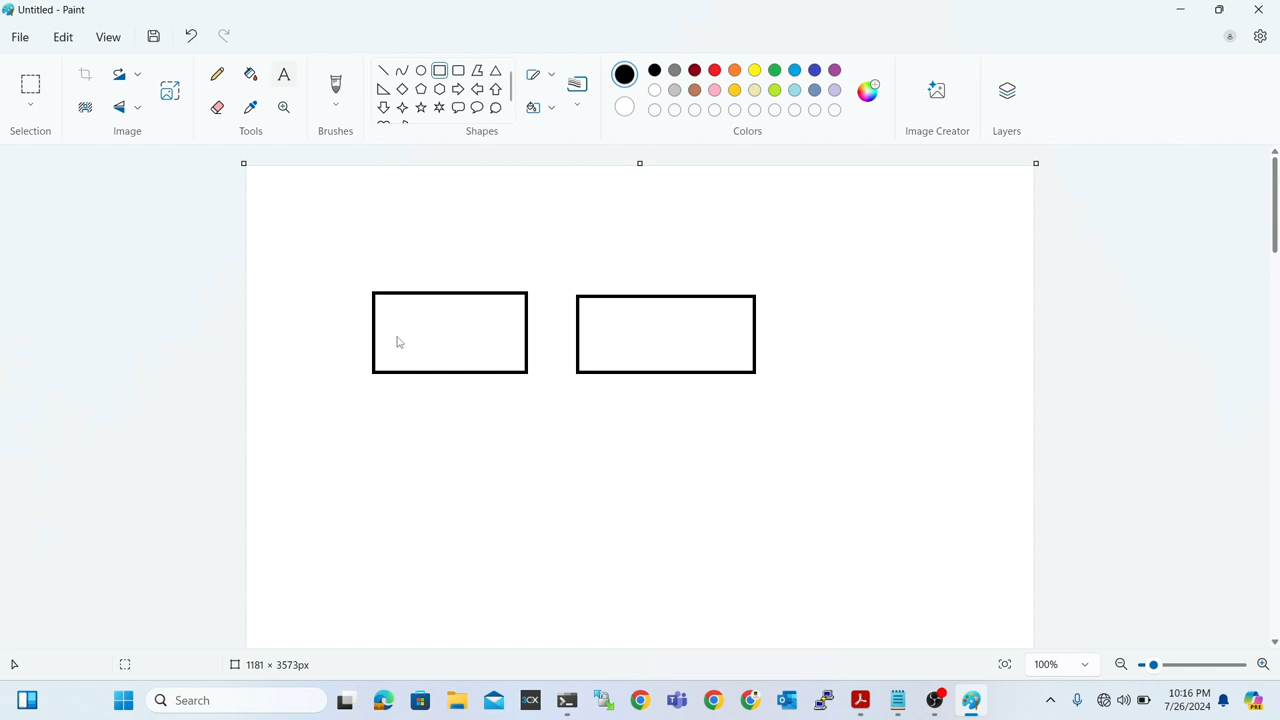 Untitled - Paint
File Edit View
Selection Image Tools Brushes Shapes Colors Image Creator Layers
1181 × 3573px 100%
Search
10:16 PM
7/26/2024